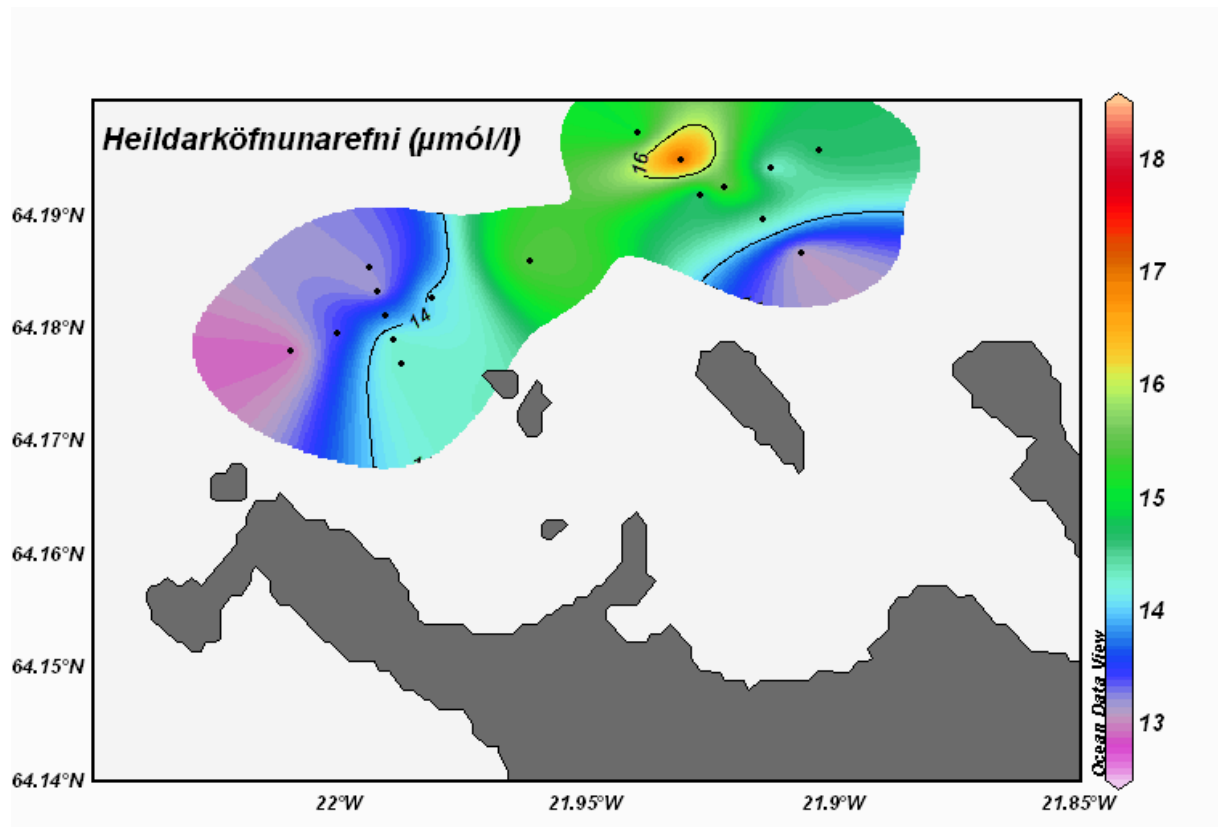 Heildarköfnunarefni (µmól/l)
16
14
64.19°N
64.18°N
64.17°N
64.16°N
64.15°N
64.14°N
22°W
21.95°W
21.9°W
21.85°W
18
17
16
15
14
13
Ocean Data View